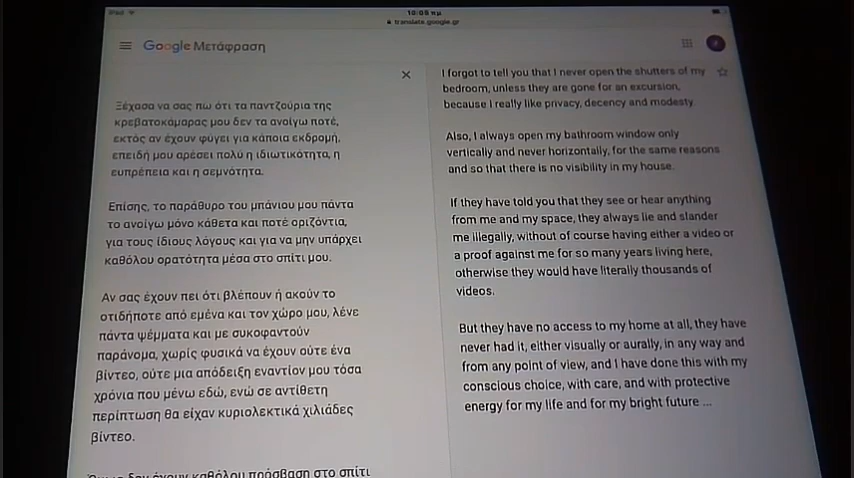 iPad
10:05 πμ
translate.google.gr
Google Μετάφραση
Ξέχασα να σας πω ότι τα παντζούρια της
κρεβατοκάμαρας μου δεν τα ανοίγω ποτέ,
εκτός αν έχουν φύγει για κάποια εκδρομή,
επειδή μου αρέσει πολύ η ιδιωτικότητα, η
ευπρέπεια και η σεμνότητα.
Επίσης, το παράθυρο του μπάνιου μου πάντα
το ανοίγω μόνο κάθετα και ποτέ οριζόντια,
για τους ίδιους λόγους και για να μην υπάρχει
καθόλου ορατότητα μέσα στο σπίτι μου.
Αν σας έχουν πει ότι βλέπουν ή ακούν το
οτιδήποτε από εμένα και τον χώρο μου, λένε
πάντα ψέμματα και με συκοφαντούν
παράνομα, χωρίς φυσικά να έχουν ούτε ένα
βίντεο, ούτε μια απόδειξη εναντίον μου τόσα
χρόνια που μένω εδώ, ενώ σε αντίθετη
περίπτωση θα είχαν κυριολεκτικά χιλιάδες
βίντεο.
δεν έχουν καθόλου πρόσβαση στο σπίτι
I forgot to tell you that I never open the shutters of my
bedroom, unless they are gone for an excursion,
because I really like privacy, decency and modesty.
Also, I always open my bathroom window only
vertically and never horizontally, for the same reasons
and so that there is no visibility in my house.
If they have told you that they see or hear anything
from me and my space, they always lie and slander
me illegally, without of course having either a video or
a proof against me for so many years living here,
otherwise they would have literally thousands of
videos.
But they have no access to my home at all, they have
never had it, either visually or aurally, in any way and
from any point of view, and I have done this with my
conscious choice, with care, and with protective
energy for my life and for my bright future ...